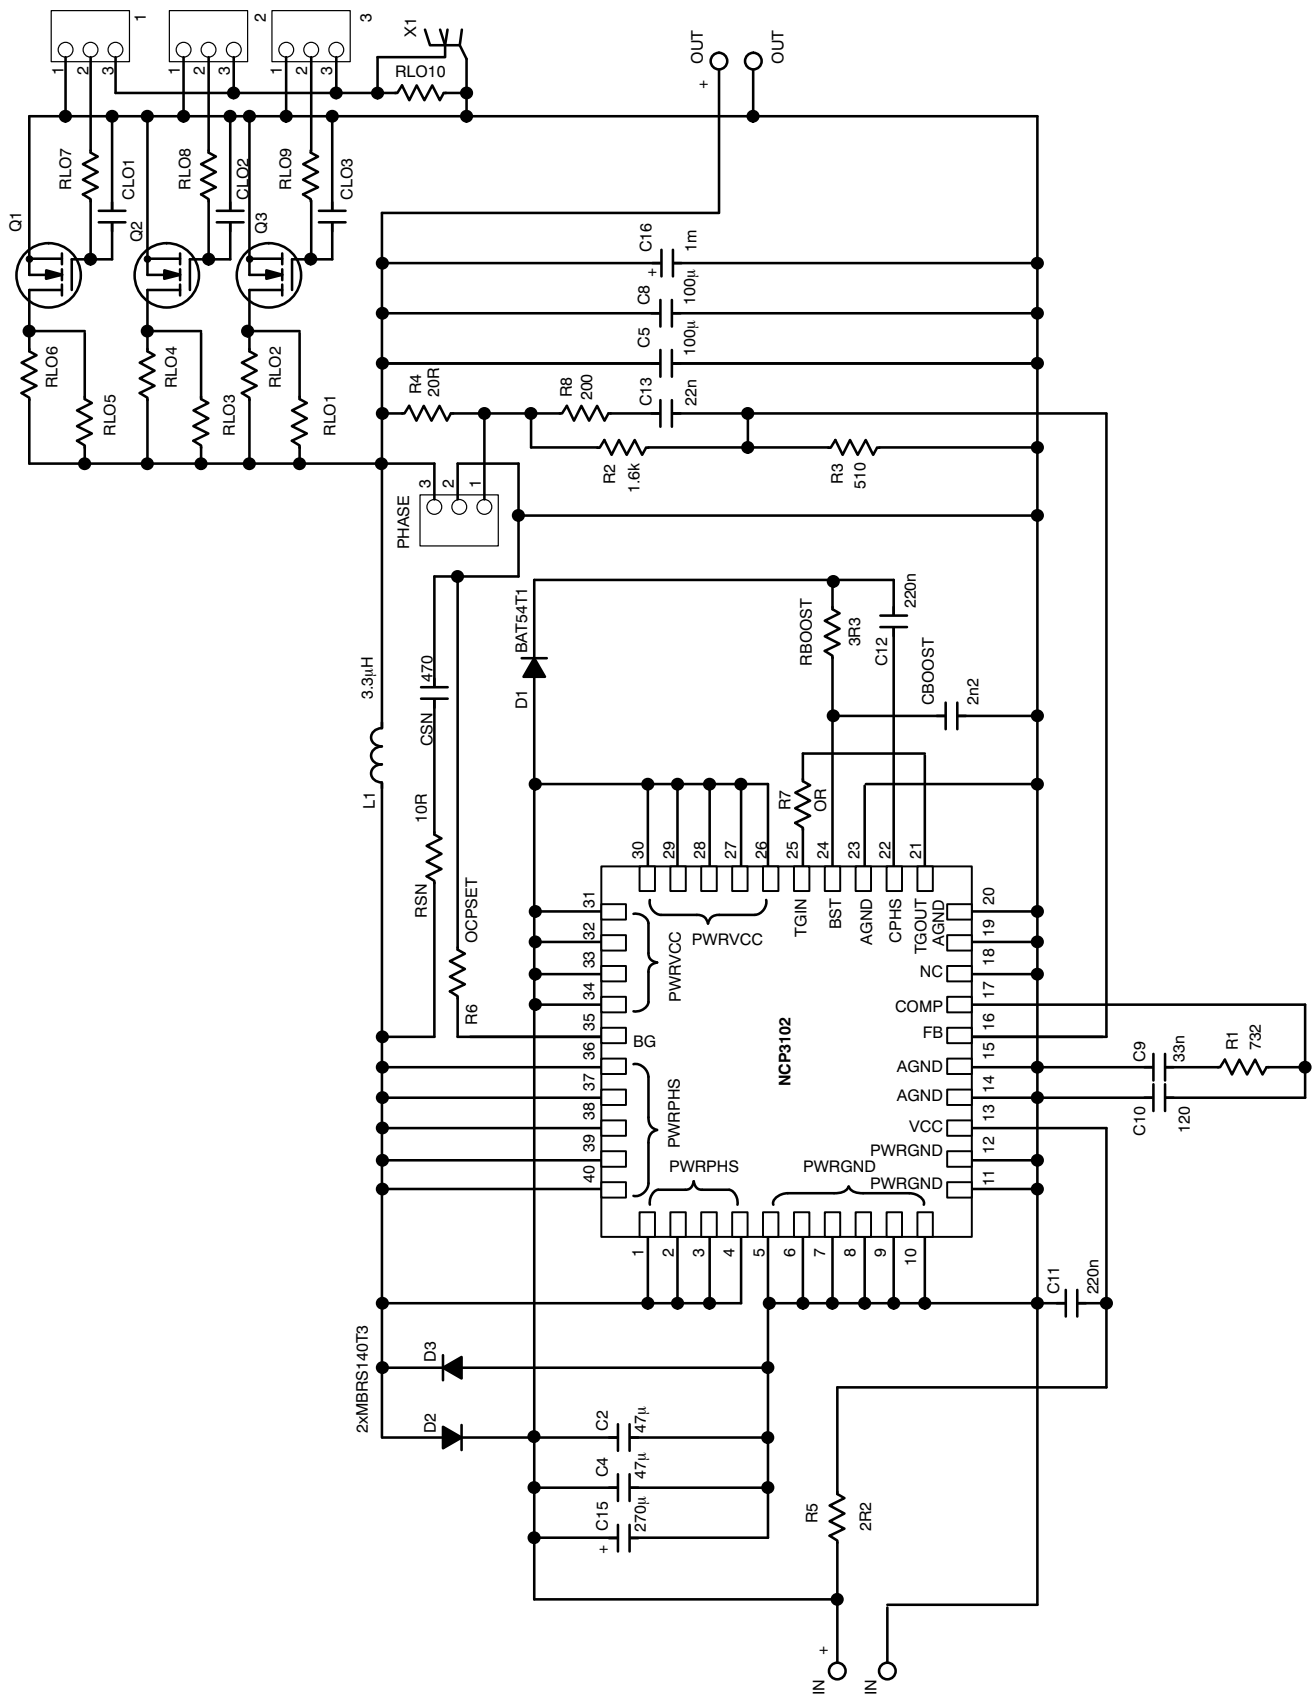 1
2
3
1
2
3
1
2
3
1
2
3
X1
RLO10
OUT
+
OUT
RLO7
CLO1
RLO8
CLO2
RLO9
CLO3
Q1
Q2
Q3
RLO6
RLO5
RLO4
RLO3
RLO2
RLO1
C16
+
1m
C8
100µ
C5
100µ
R4
20R
R8
200
C13
22n
R2
1.6k
R3
510
PHASE
3
2
1
3.3µH
L1
470
CSN
10R
RSN
OCPSET
R6
BAT54T1
D1
RBOOST
3R3
220n
C12
CBOOST
2n2
R7
OR
30
29
28
27
26
25
24
23
22
21
PWRVCC
TGIN
BST
AGND
CPHS
TGOUT
31
32
33
34
35
36
37
38
39
40
PWRVCC
BG
PWRPHS
NCP3102
20
19
18
17
16
15
14
13
12
11
AGND
NC
COMP
FB
AGND
AGND
VCC
PWRGND
PWRGND
PWRPHS
PWRGND
1
2
3
4
5
6
7
8
9
10
C9
33n
R1
732
C10
120
C11
220n
2xMBRS140T3
D3
D2
C2
47µ
C4
47µ
C15
+
270µ
R5
2R2
IN
+
IN